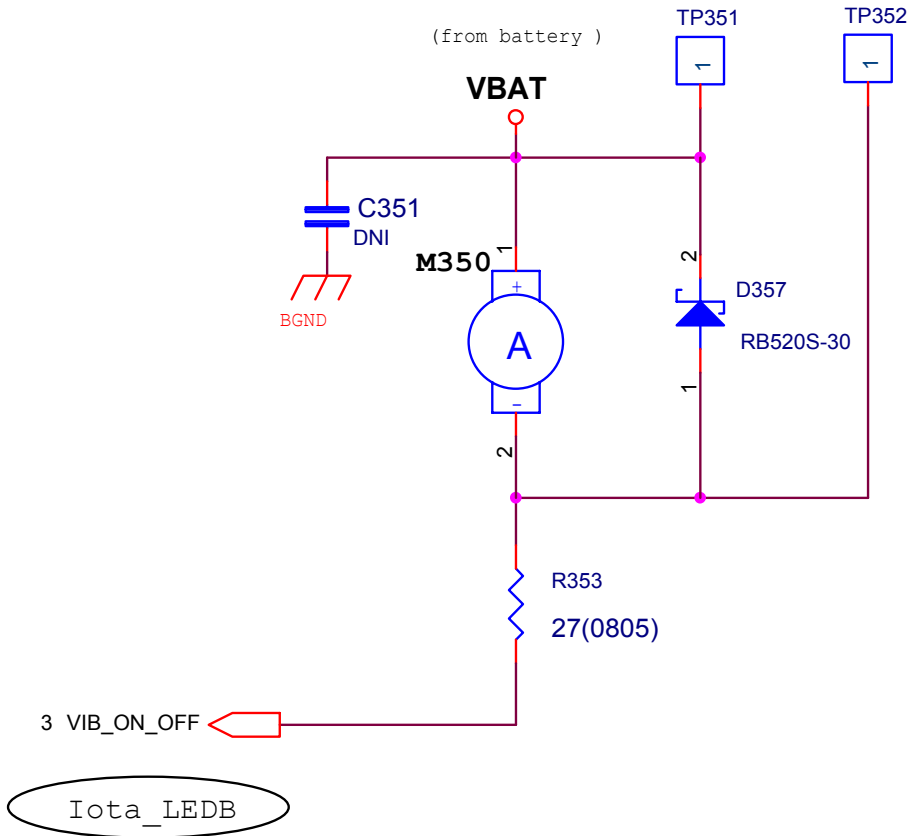 TP351
TP352
(from battery )
1
1
VBAT
C351
DNI
1
M350
2
+
D357
BGND
A
RB520S-30
1
-
2
R353
27(0805)
3 VIB_ON_OFF
Iota_LEDB